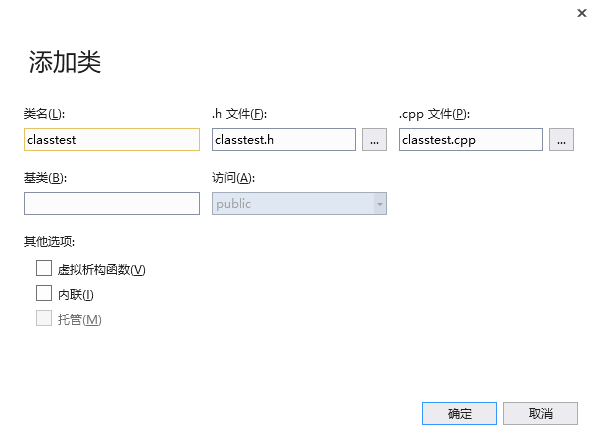 添加类
类名(L):
.h 文件(F):
.cpp 文件(P):
classtest
classtest.h
...
classtest.cpp
...
基类(B):
访问(A):
public
其他选项:
虚拟析构函数(V)
内联(I)
托管(M)
确定
取消